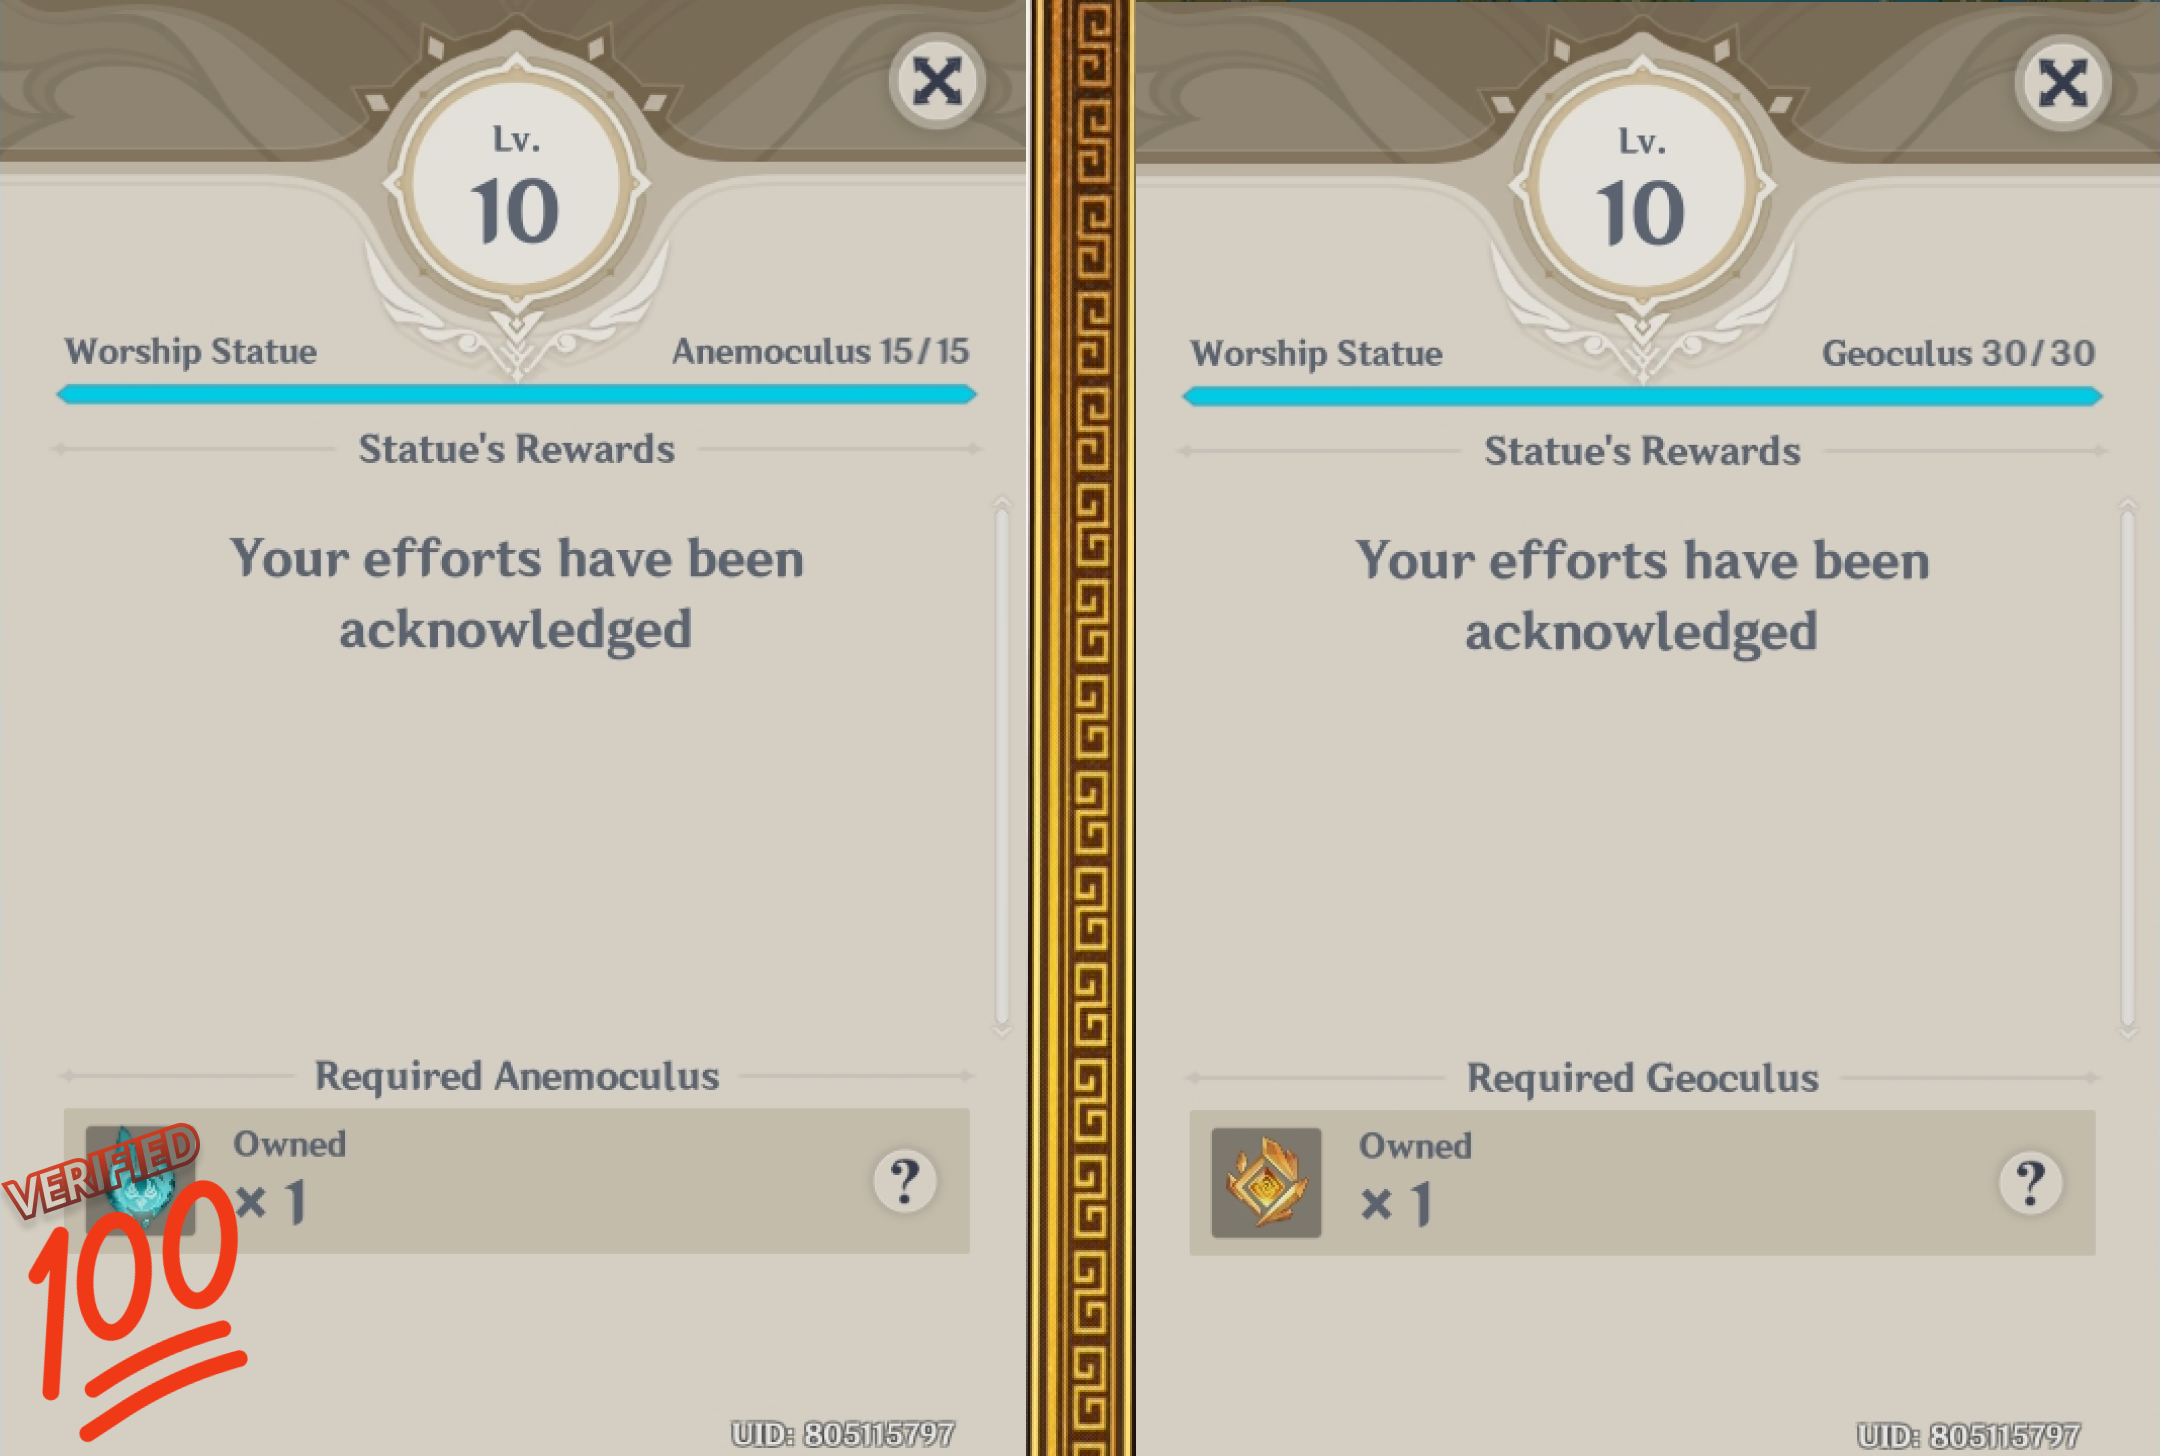 Lv.
10
Worship Statue
Anemoculus 15/15
Statue's Rewards
Your efforts have been
acknowledged
Required Anemoculus
Owned
× 1
?
VERIFIED
100
UID: 805115797
Lv.
10
Worship Statue
Geoculus 30/30
Statue's Rewards
Your efforts have been
acknowledged
Required Geoculus
Owned
× 1
?
UID: 805115797